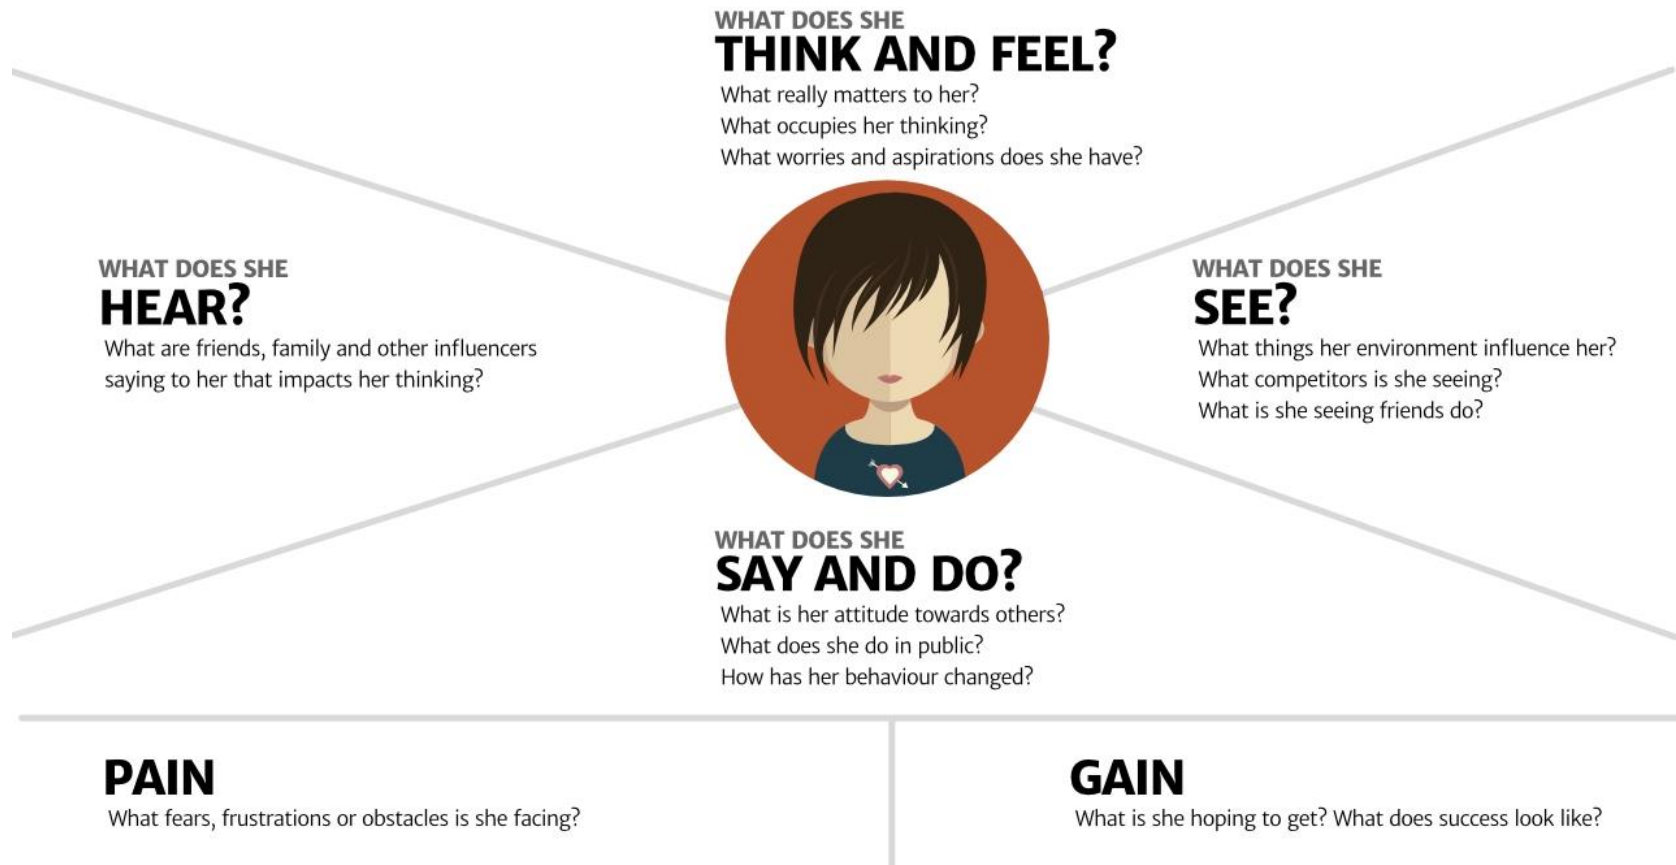 WHAT DOES SHE
THINK AND FEEL?
What really matters to her?
What occupies her thinking?
What worries and aspirations does she have?
WHAT DOES SHE
HEAR?
What are friends, family and other influencers
saying to her that impacts her thinking?
WHAT DOES SHE
SEE?
What things her environment influence her?
What competitors is she seeing?
What is she seeing friends do?
WHAT DOES SHE
SAY AND DO?
What is her attitude towards others?
What does she do in public?
How has her behaviour changed?
PAIN
What fears, frustrations or obstacles is she facing?
GAIN
What is she hoping to get? What does success look like?